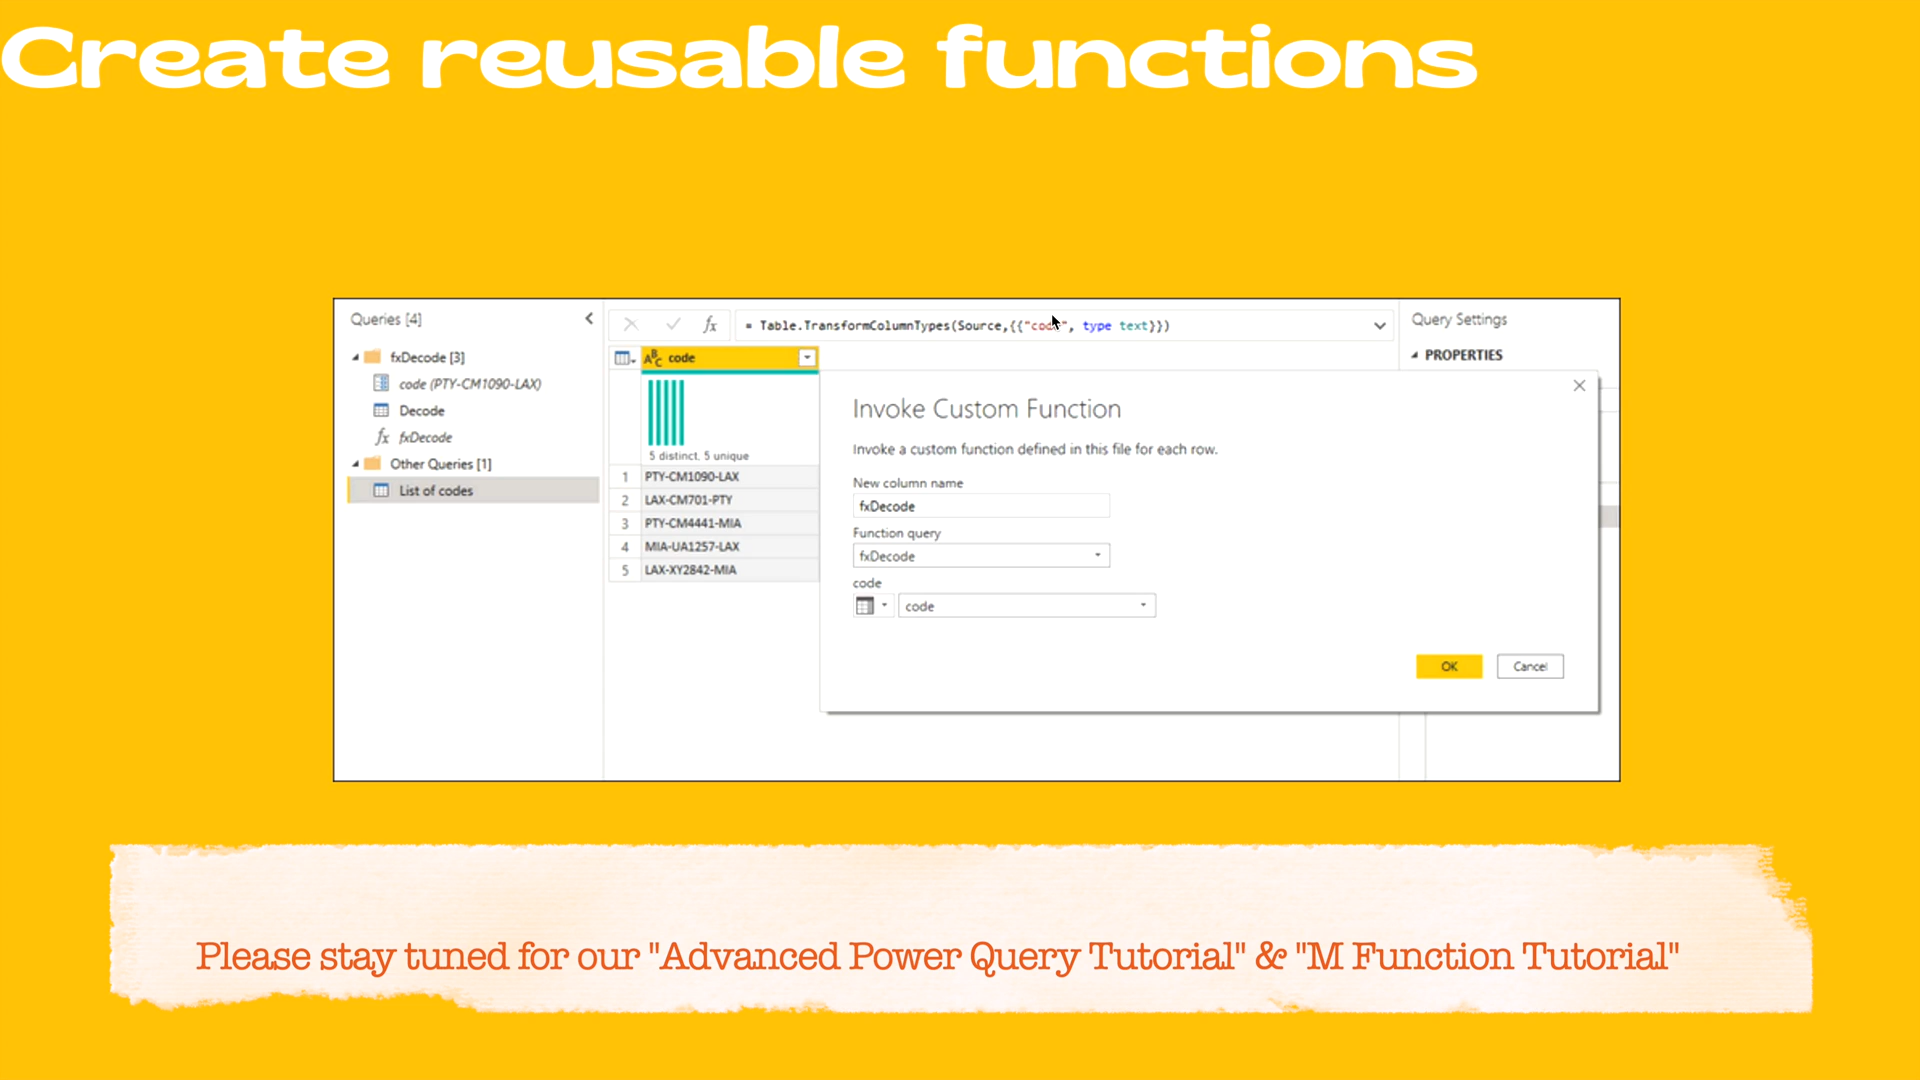 Create reusable functions
Queries [4]
fxDecode [3]
code (PTY-CM1090-LAX)
Decode
fx fxDecode
Other Queries [1]
List of codes
fx
= Table.TransformColumnTypes(Source,{{"code", type text}})
ABC code
5 distinct, 5 unique
1 PTY-CM1090-LAX
2 LAX-CM701-PTY
3 PTY-CM4441-MIA
4 MIA-UA1257-LAX
5 LAX-XY2842-MIA
Query Settings
PROPERTIES
Invoke Custom Function
Invoke a custom function defined in this file for each row.
New column name
fxDecode
Function query
fxDecode
code
code
OK Cancel
Please stay tuned for our "Advanced Power Query Tutorial" & "M Function Tutorial"